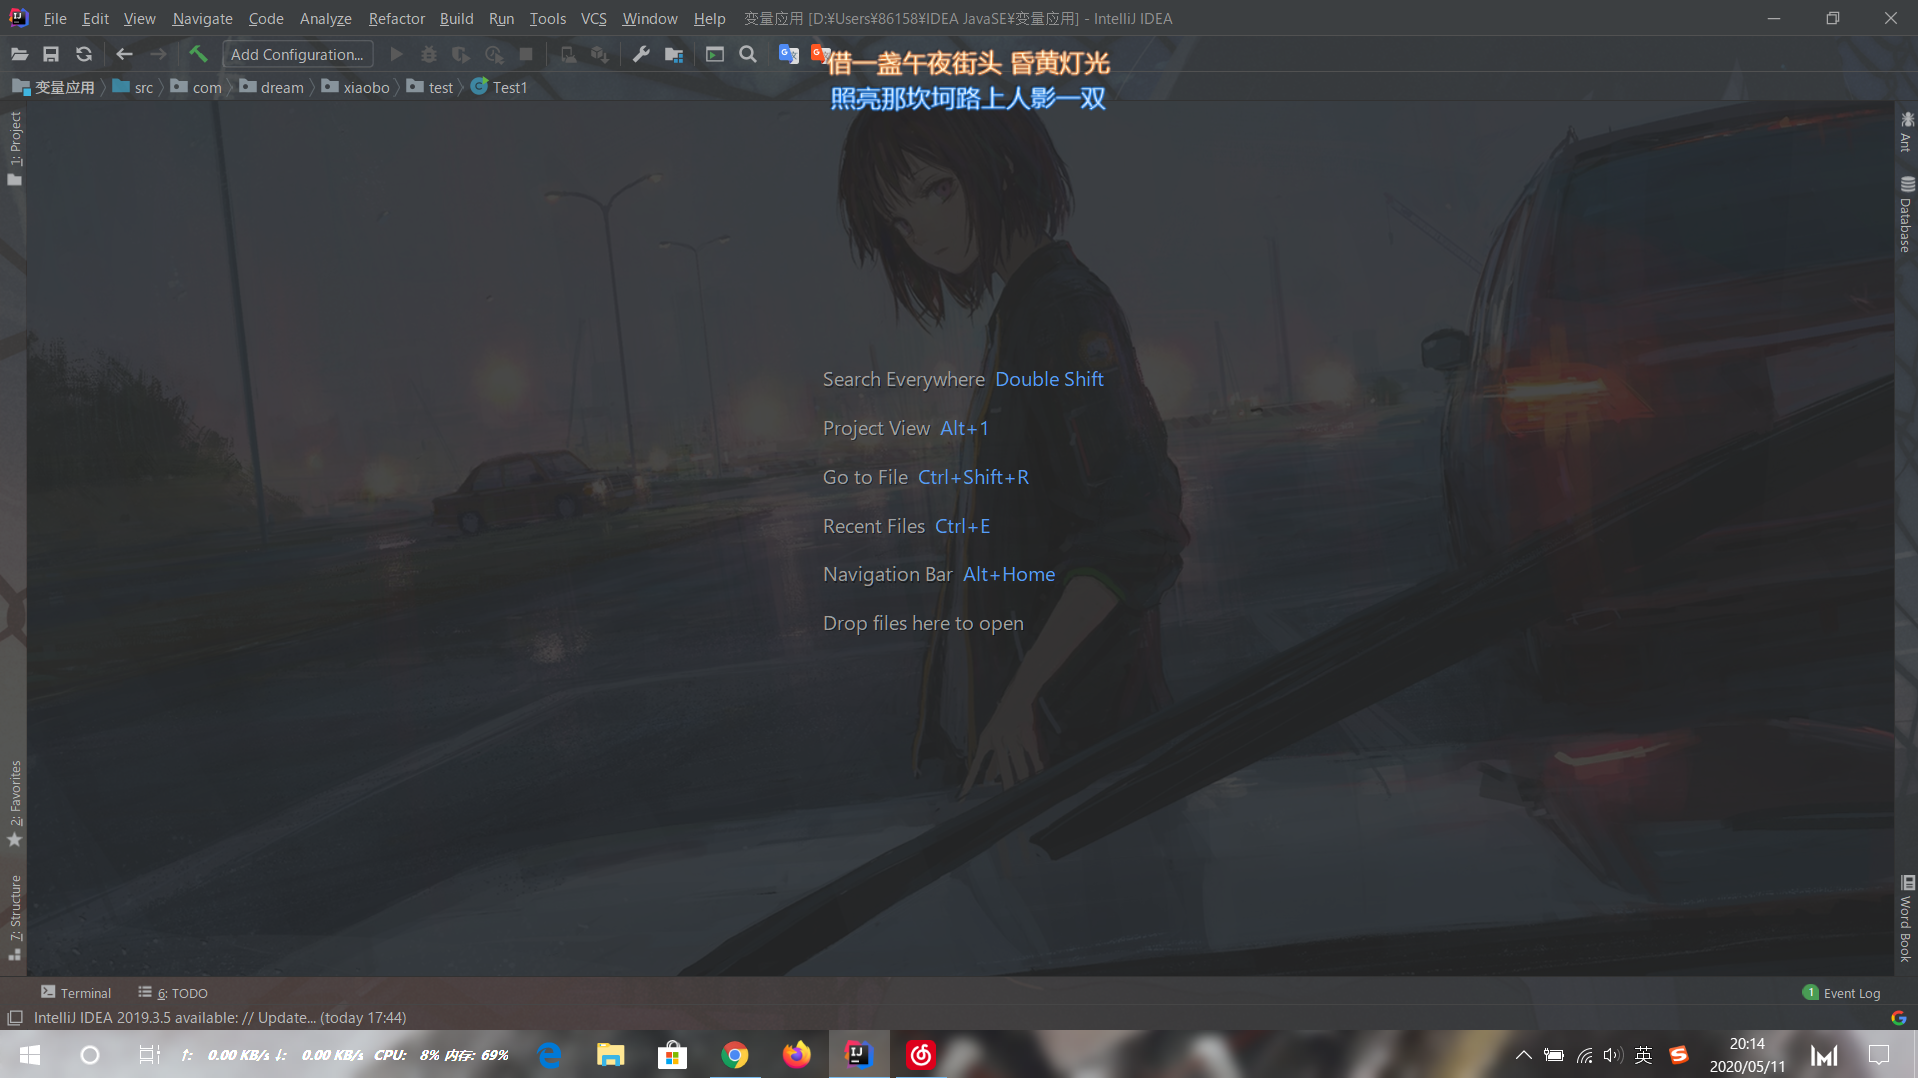 File Edit View Navigate Code Analyze Refactor Build Run Tools VCS Window Help 变量应用 [D:¥Users¥86158¥IDEA JavaSE¥变量应用] - IntelliJ IDEA
Add Configuration...
借一盏午夜街头 昏黄灯光
照亮那坎坷路上人影一双
变量应用 src com dream xiaobo test Test1
1: Project
Ant
Database
Search Everywhere Double Shift
Project View Alt+1
Go to File Ctrl+Shift+R
Recent Files Ctrl+E
Navigation Bar Alt+Home
Drop files here to open
2: Favorites
7: Structure
Word Book
Terminal 6: TODO 1 Event Log
IntelliJ IDEA 2019.3.5 available: // Update... (today 17:44)
↑: 0.00 KB/s ↓: 0.00 KB/s CPU: 8% 内存: 69%
英
20:14
2020/05/11